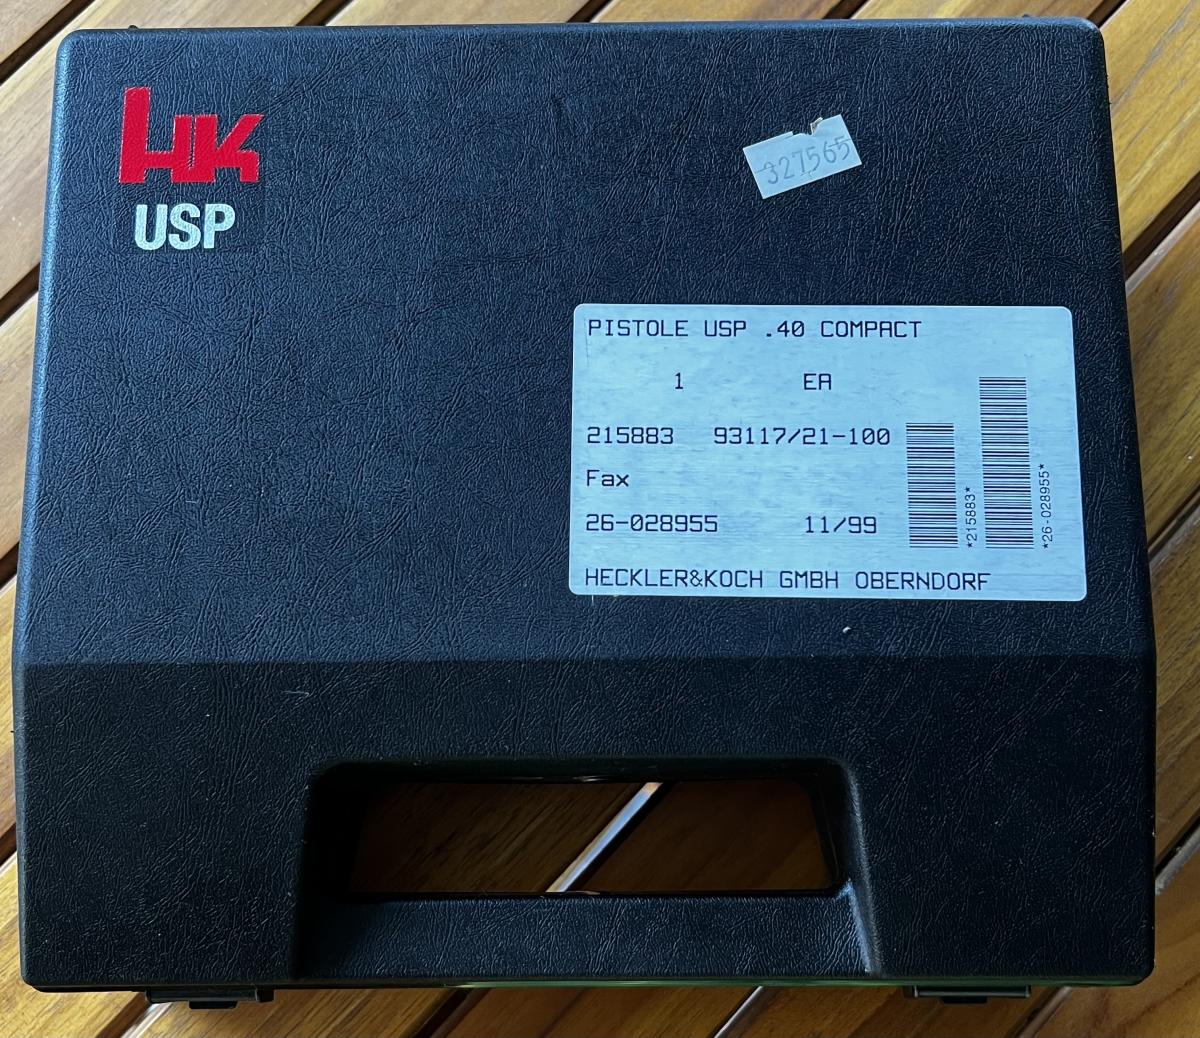 HK
USP
327565
PISTOLE USP .40 COMPACT
1 EA
215883 93117/21-100
Fax
26-028955 11/99
HECKLER&KOCH GMBH OBERNDORF
*215883*
*26-028955*